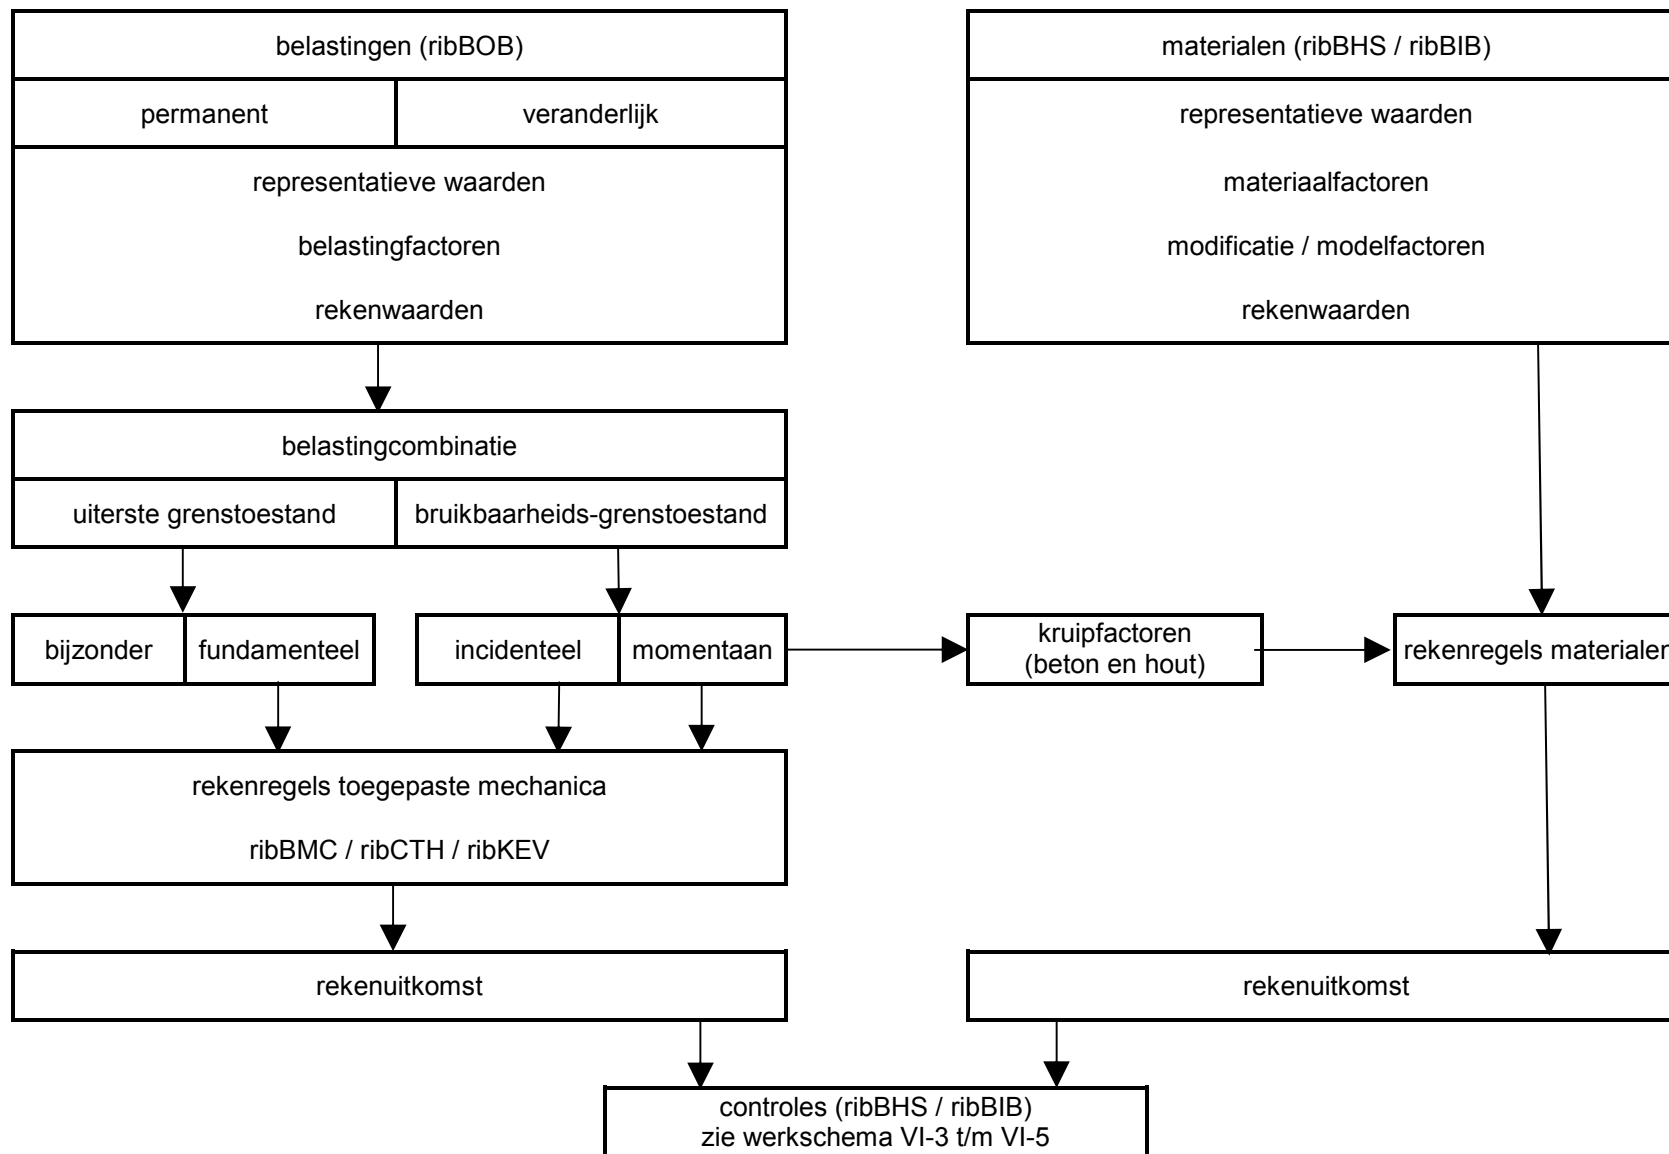 belastingen (ribBOB)
permanent
veranderlijk
representatieve waarden
belastingfactoren
rekenwaarden
materialen (ribBHS / ribBIB)
representatieve waarden
materiaalfactoren
modificatie / modelfactoren
rekenwaarden
belastingcombinatie
uiterste grenstoestand
bruikbaarheids-grenstoestand
bijzonder
fundamenteel
incidenteel
momentaan
kruipfactoren
(beton en hout)
rekenregels materialen
rekenregels toegepaste mechanica
ribBMC / ribCTH / ribKEV
rekenuitkomst
rekenuitkomst
controles (ribBHS / ribBIB)
zie werkschema VI-3 t/m VI-5